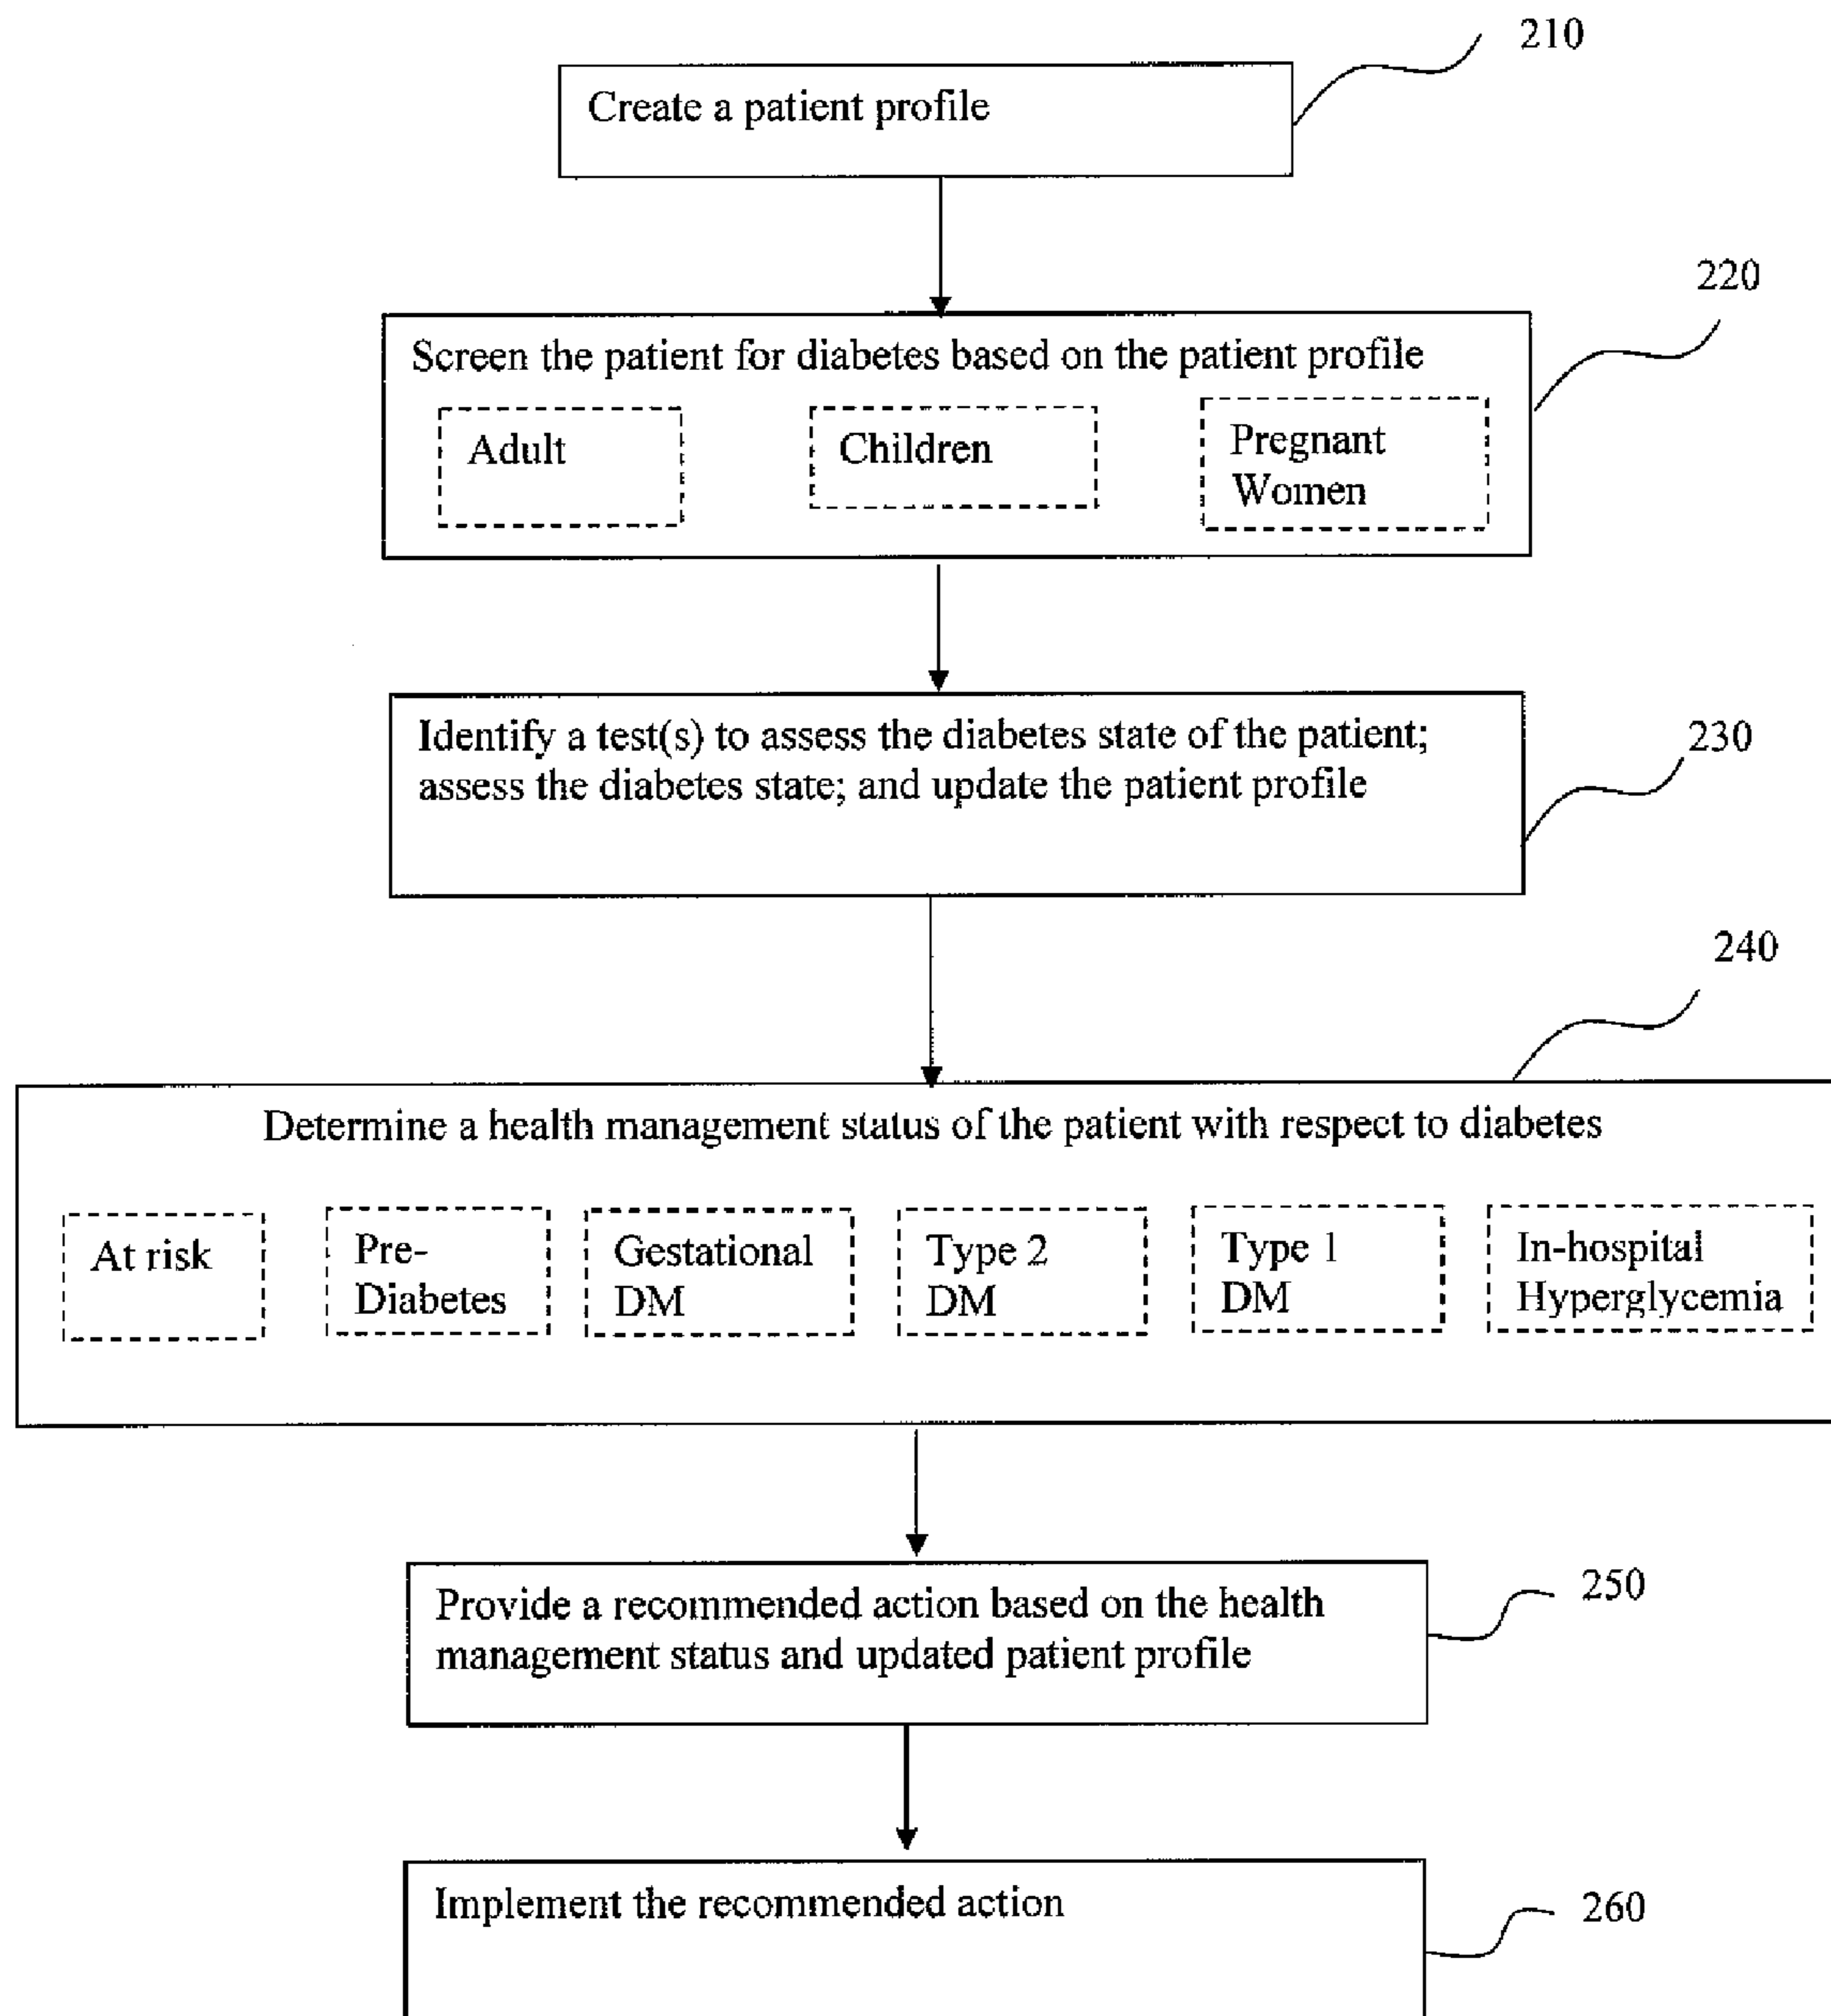 210
Create a patient profile
220
Screen the patient for diabetes based on the patient profile
Adult
Children
Pregnant
Women
230
Identify a test(s) to assess the diabetes state of the patient;
assess the diabetes state; and update the patient profile
240
Determine a health management status of the patient with respect to diabetes
At risk
Pre-
Diabetes
Gestational
DM
Type 2
DM
Type 1
DM
In-hospital
Hyperglycemia
250
Provide a recommended action based on the health
management status and updated patient profile
260
Implement the recommended action